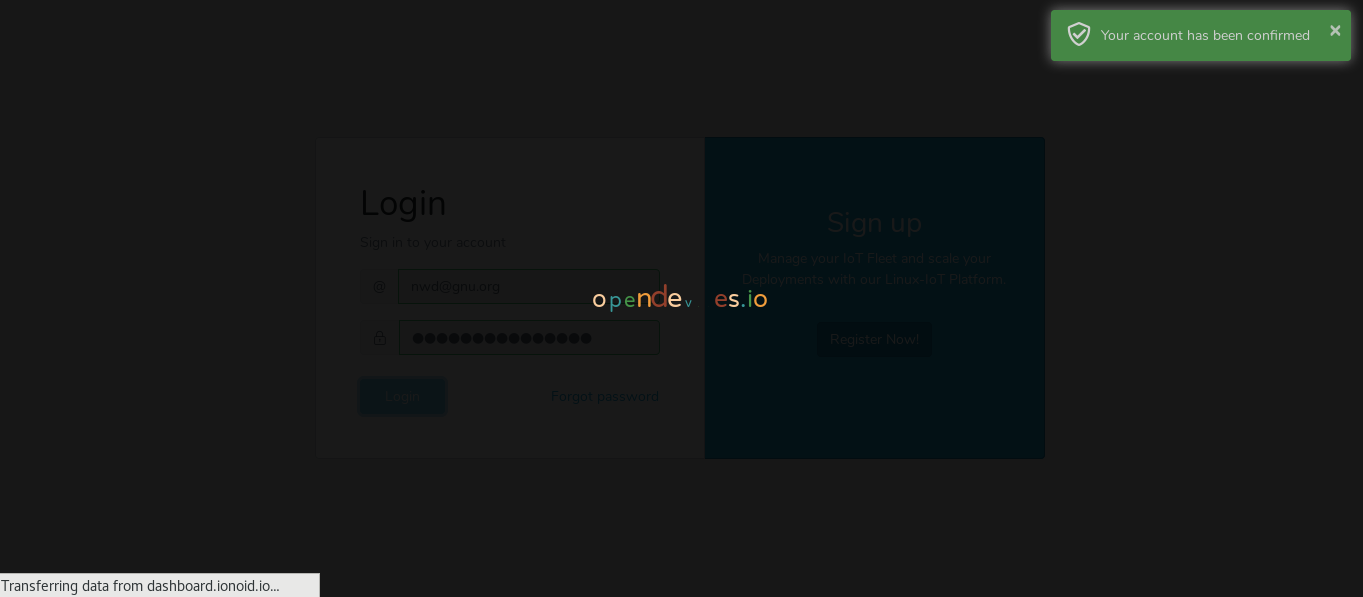 Your account has been confirmed ×
Login
Sign in to your account
@ nwd@gnu.org
Login
Forgot password
Sign up
Manage your IoT Fleet and scale your
Deployments with our Linux-IoT Platform.
Register Now!
opendev es.io
Transferring data from dashboard.ionoid.io...